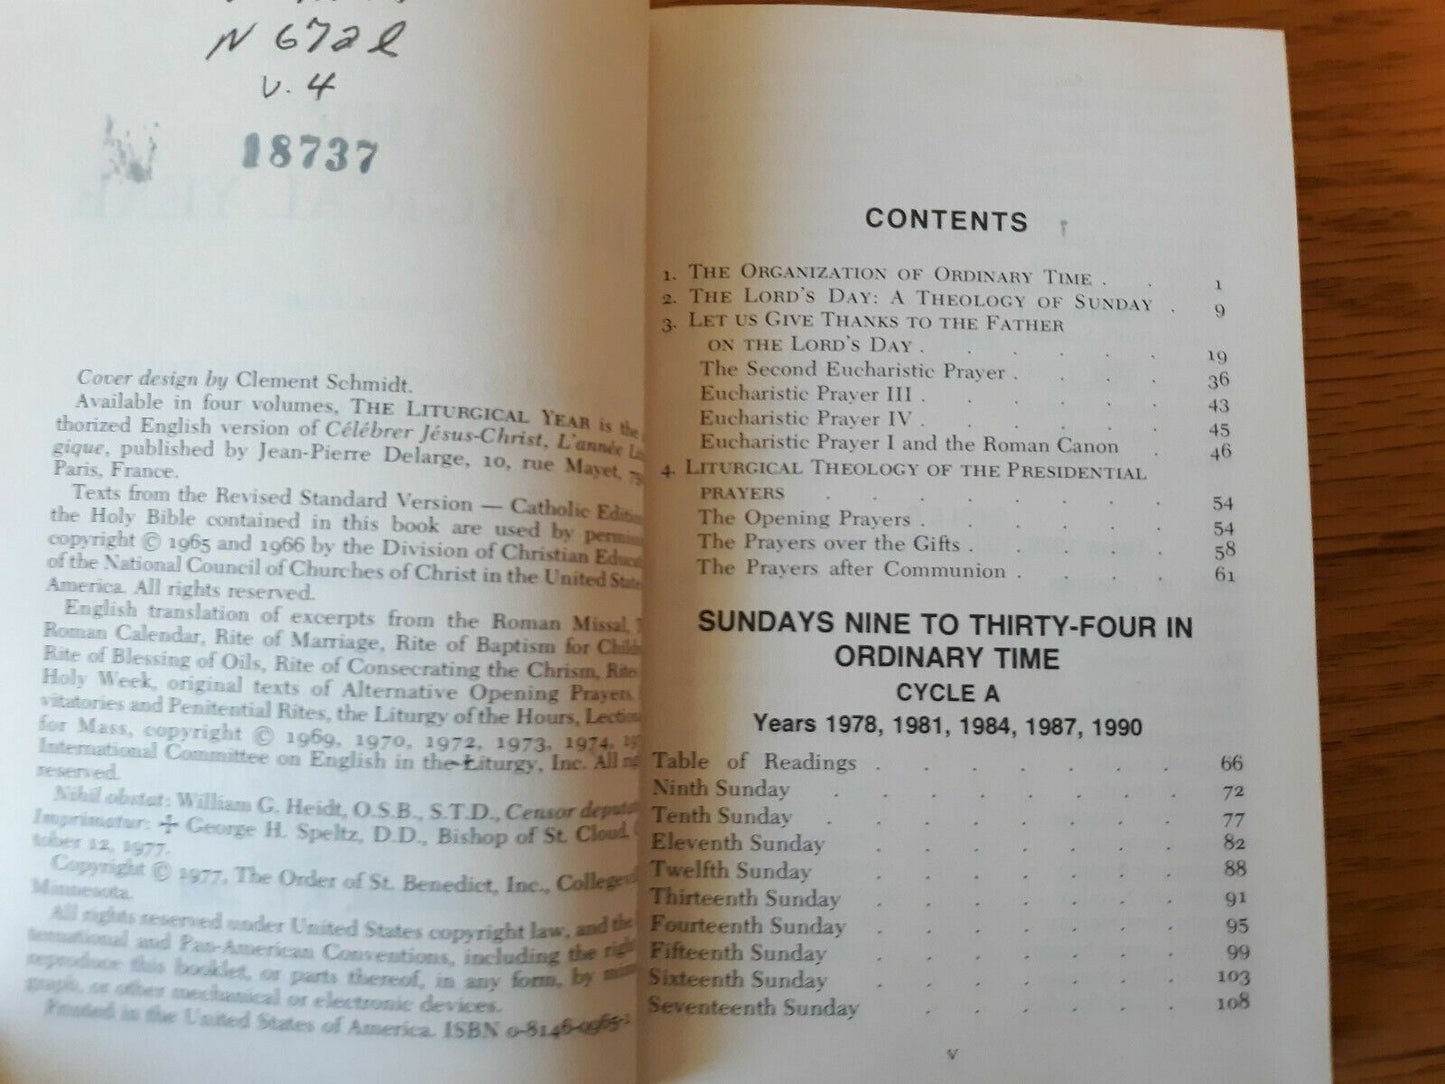 N 672l
v. 4
18737
Cover design by Clement Schmidt.
Available in four volumes, THE LITURGICAL YEAR is the
thorized English version of Célébrer Jésus-Christ, L'année
gique, published by Jean-Pierre Delarge, 10, rue Mayet,
Paris, France.
Texts from the Revised Standard Version — Catholic
the Holy Bible contained in this book are used by
copyright © 1965 and 1966 by the Division of Christian
of the National Council of Churches of Christ in the United
America. All rights reserved.
English translation of excerpts from the Roman Missal,
Roman Calendar, Rite of Marriage, Rite of Baptism for
Rite of Blessing of Oils, Rite of Consecrating the Chrism,
Holy Week, original texts of Alternative Opening Prayers,
vitatories and Penitential Rites, the Liturgy of the Hours,
for Mass, copyright © 1969, 1970, 1972, 1973, 1974,
International Committee on English in the Liturgy, Inc. All
reserved.
Nihil obstat: William G. Heidt, O.S.B., S.T.D., Censor
Imprimatur: ✠ George H. Speltz, D.D., Bishop of St. Cloud.
tober 12, 1977.
Copyright © 1977, The Order of St. Benedict, Inc.,
Minnesota.
All rights reserved under United States copyright law, and the
ternational and Pan-American Conventions, including the
reproduce this booklet, or parts thereof, in any form, by
graph, or other mechanical or electronic devices.
Printed in the United States of America. ISBN
CONTENTS
1. THE ORGANIZATION OF ORDINARY TIME . . 1
2. THE LORD'S DAY: A THEOLOGY OF SUNDAY . 9
3. LET US GIVE THANKS TO THE FATHER
ON THE LORD'S DAY . . . . . . 19
The Second Eucharistic Prayer . . . . 36
Eucharistic Prayer III . . . . . . 43
Eucharistic Prayer IV . . . . . . 45
Eucharistic Prayer I and the Roman Canon . 46
4. LITURGICAL THEOLOGY OF THE PRESIDENTIAL
PRAYERS . . . . . . . . 54
The Opening Prayers . . . . . . 54
The Prayers over the Gifts . . . . . 58
The Prayers after Communion . . . . 61
SUNDAYS NINE TO THIRTY-FOUR IN
ORDINARY TIME
CYCLE A
Years 1978, 1981, 1984, 1987, 1990
Table of Readings . . . . . . . 66
Ninth Sunday . . . . . . . . 72
Tenth Sunday . . . . . . . . 77
Eleventh Sunday . . . . . . . 82
Twelfth Sunday . . . . . . . 88
Thirteenth Sunday . . . . . . . 91
Fourteenth Sunday . . . . . . . 95
Fifteenth Sunday . . . . . . . 99
Sixteenth Sunday . . . . . . . 103
Seventeenth Sunday . . . . . . 108
v